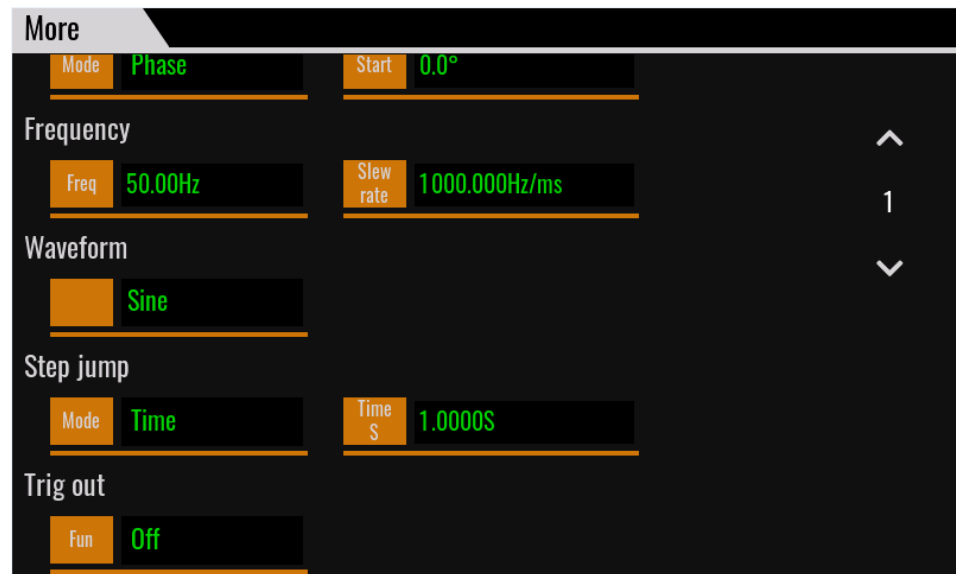 More
Mode Phase Start 0.0°
Frequency
Freq 50.00Hz Slew rate 1000.000Hz/ms
1
Waveform
Sine
Step jump
Mode Time Time S 1.0000S
Trig out
Fun Off